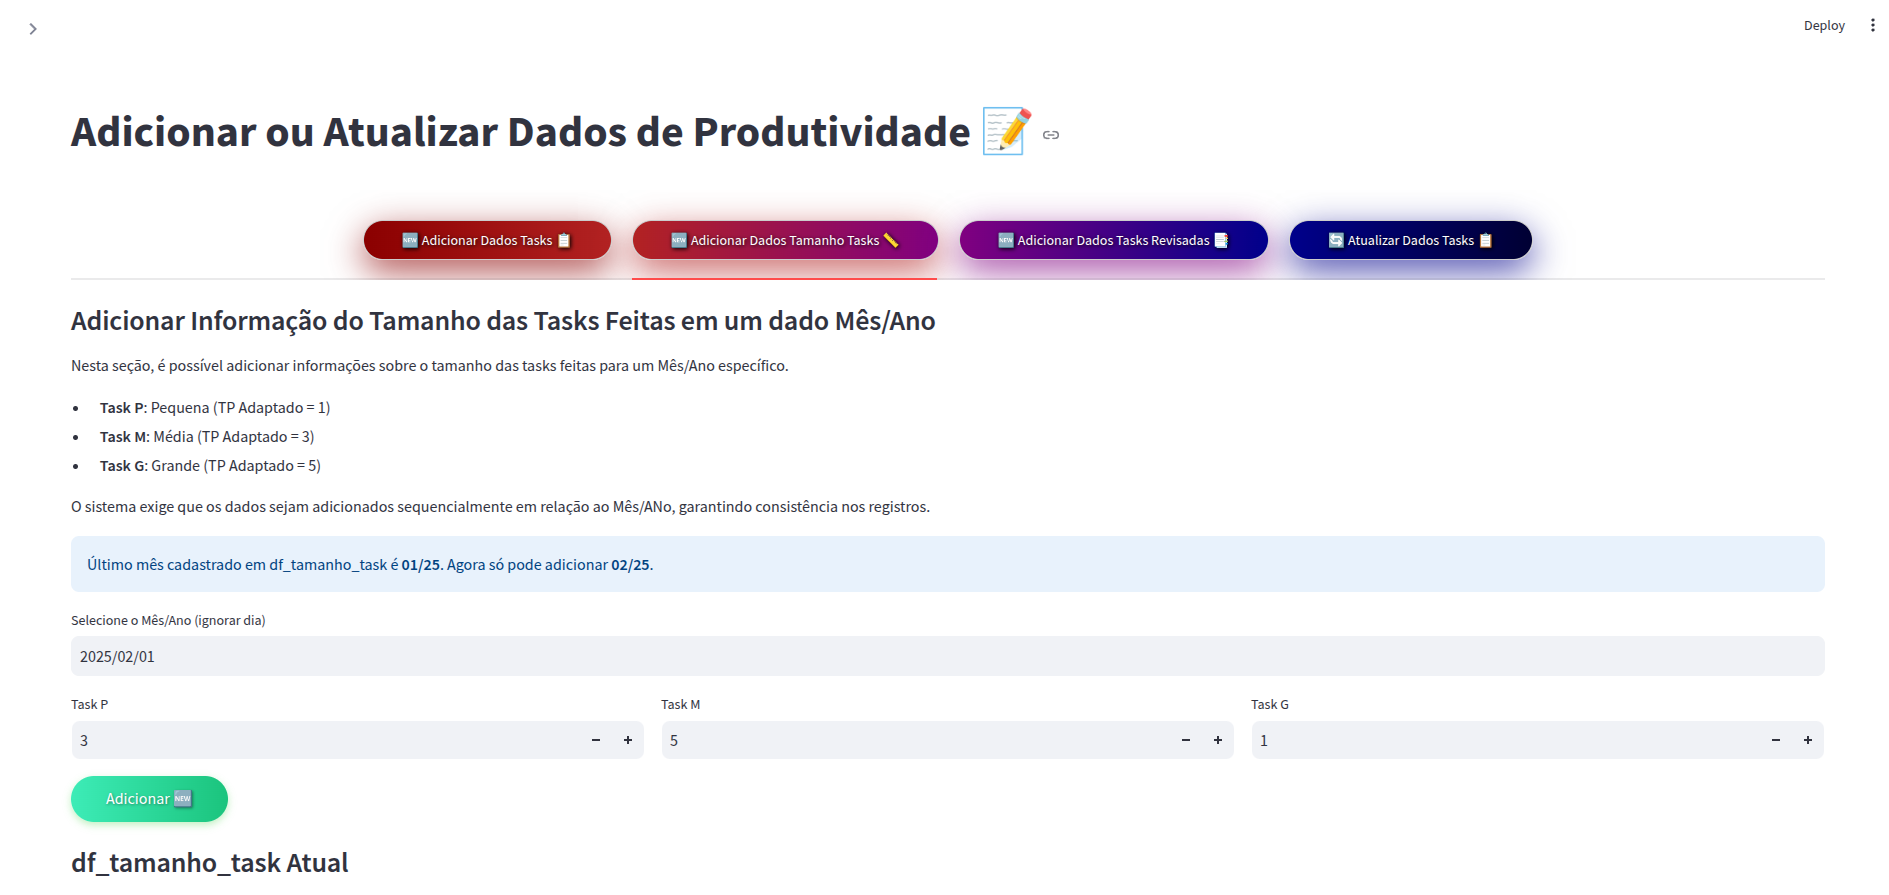 Deploy
Adicionar ou Atualizar Dados de Produtividade 📝
🆕 Adicionar Dados Tasks 📋
🆕 Adicionar Dados Tamanho Tasks 📏
🆕 Adicionar Dados Tasks Revisadas 📑
🔄 Atualizar Dados Tasks 📋
Adicionar Informação do Tamanho das Tasks Feitas em um dado Mês/Ano
Nesta seção, é possível adicionar informações sobre o tamanho das tasks feitas para um Mês/Ano específico.
• Task P: Pequena (TP Adaptado = 1)
• Task M: Média (TP Adaptado = 3)
• Task G: Grande (TP Adaptado = 5)
O sistema exige que os dados sejam adicionados sequencialmente em relação ao Mês/ANo, garantindo consistência nos registros.
Último mês cadastrado em df_tamanho_task é 01/25. Agora só pode adicionar 02/25.
Selecione o Mês/Ano (ignorar dia)
2025/02/01
Task P
3 − +
Task M
5 − +
Task G
1 − +
Adicionar 🆕
df_tamanho_task Atual